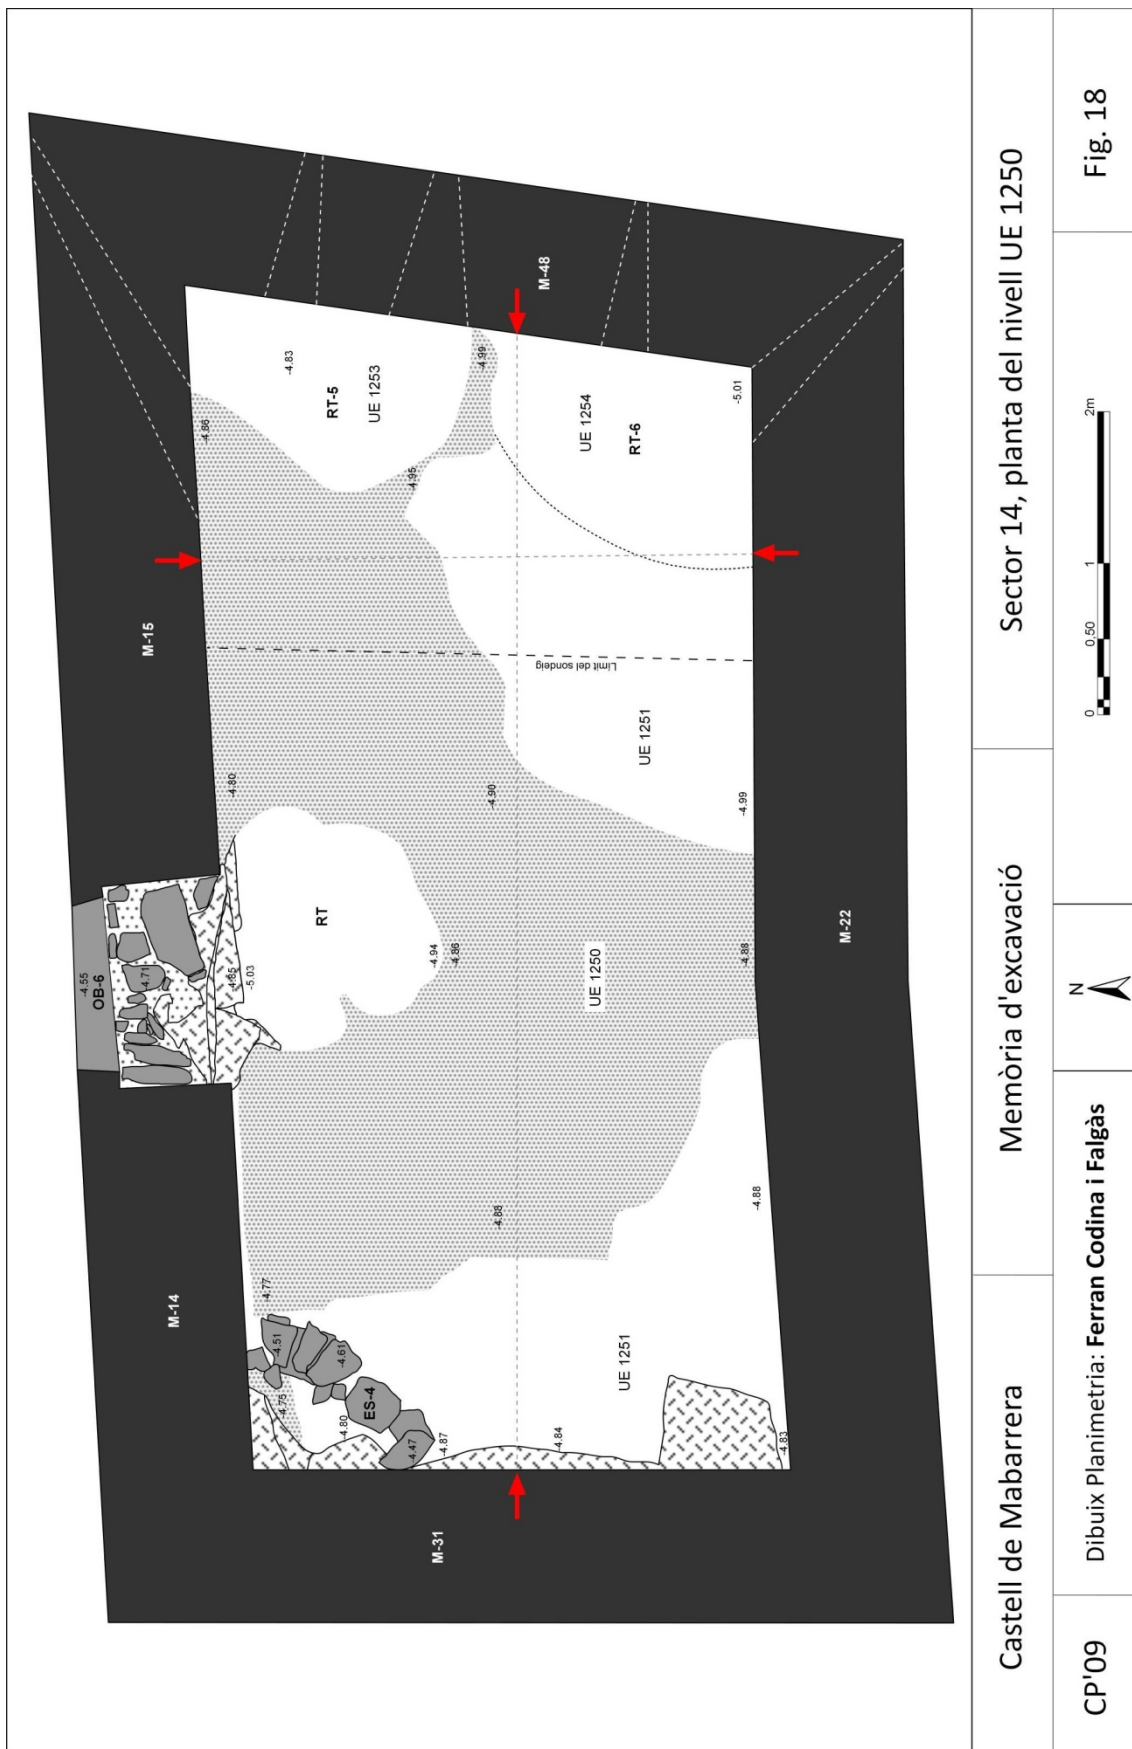 M-14
M-15
M-48
M-31
M-22
-4.55
OB-6
-4.71
-4.85
-5.03
-4.77
-4.51
-4.61
-4.75
-4.80
ES-4
-4.47
-4.87
-4.84
-4.83
UE 1251
-4.88
-4.88
RT
-4.94
-4.86
UE 1250
-4.88
-4.80
-4.90
-4.99
UE 1251
Límit del sondeig
-4.86
-4.83
RT-5
UE 1253
-4.95
-4.99
UE 1254
RT-6
-5.01
Castell de Mabarrera
Memòria d'excavació
Sector 14, planta del nivell UE 1250
CP'09
Dibuix Planimetria: Ferran Codina i Falgàs
N
0 0,50 1 2m
Fig. 18